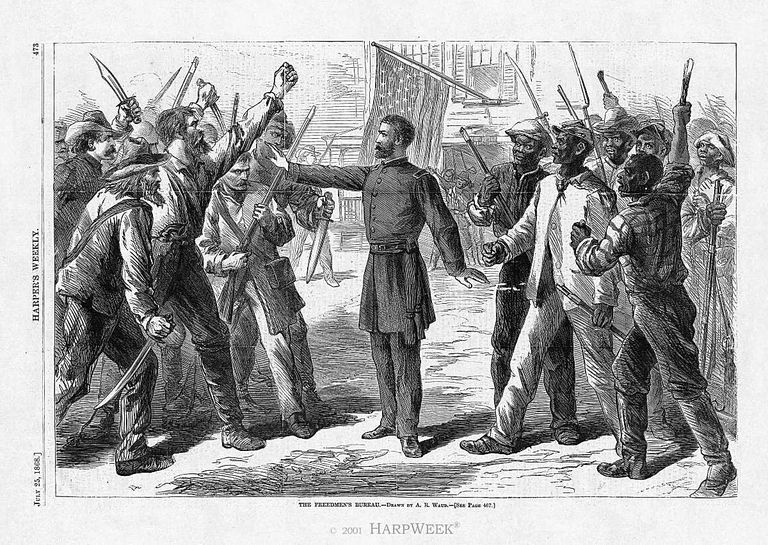 473
HARPER'S WEEKLY.
JULY 25, 1868.]
THE FREEDMEN'S BUREAU.—DRAWN BY A. R. WAUD.—[SEE PAGE 467.]
© 2001 HARPWEEK®